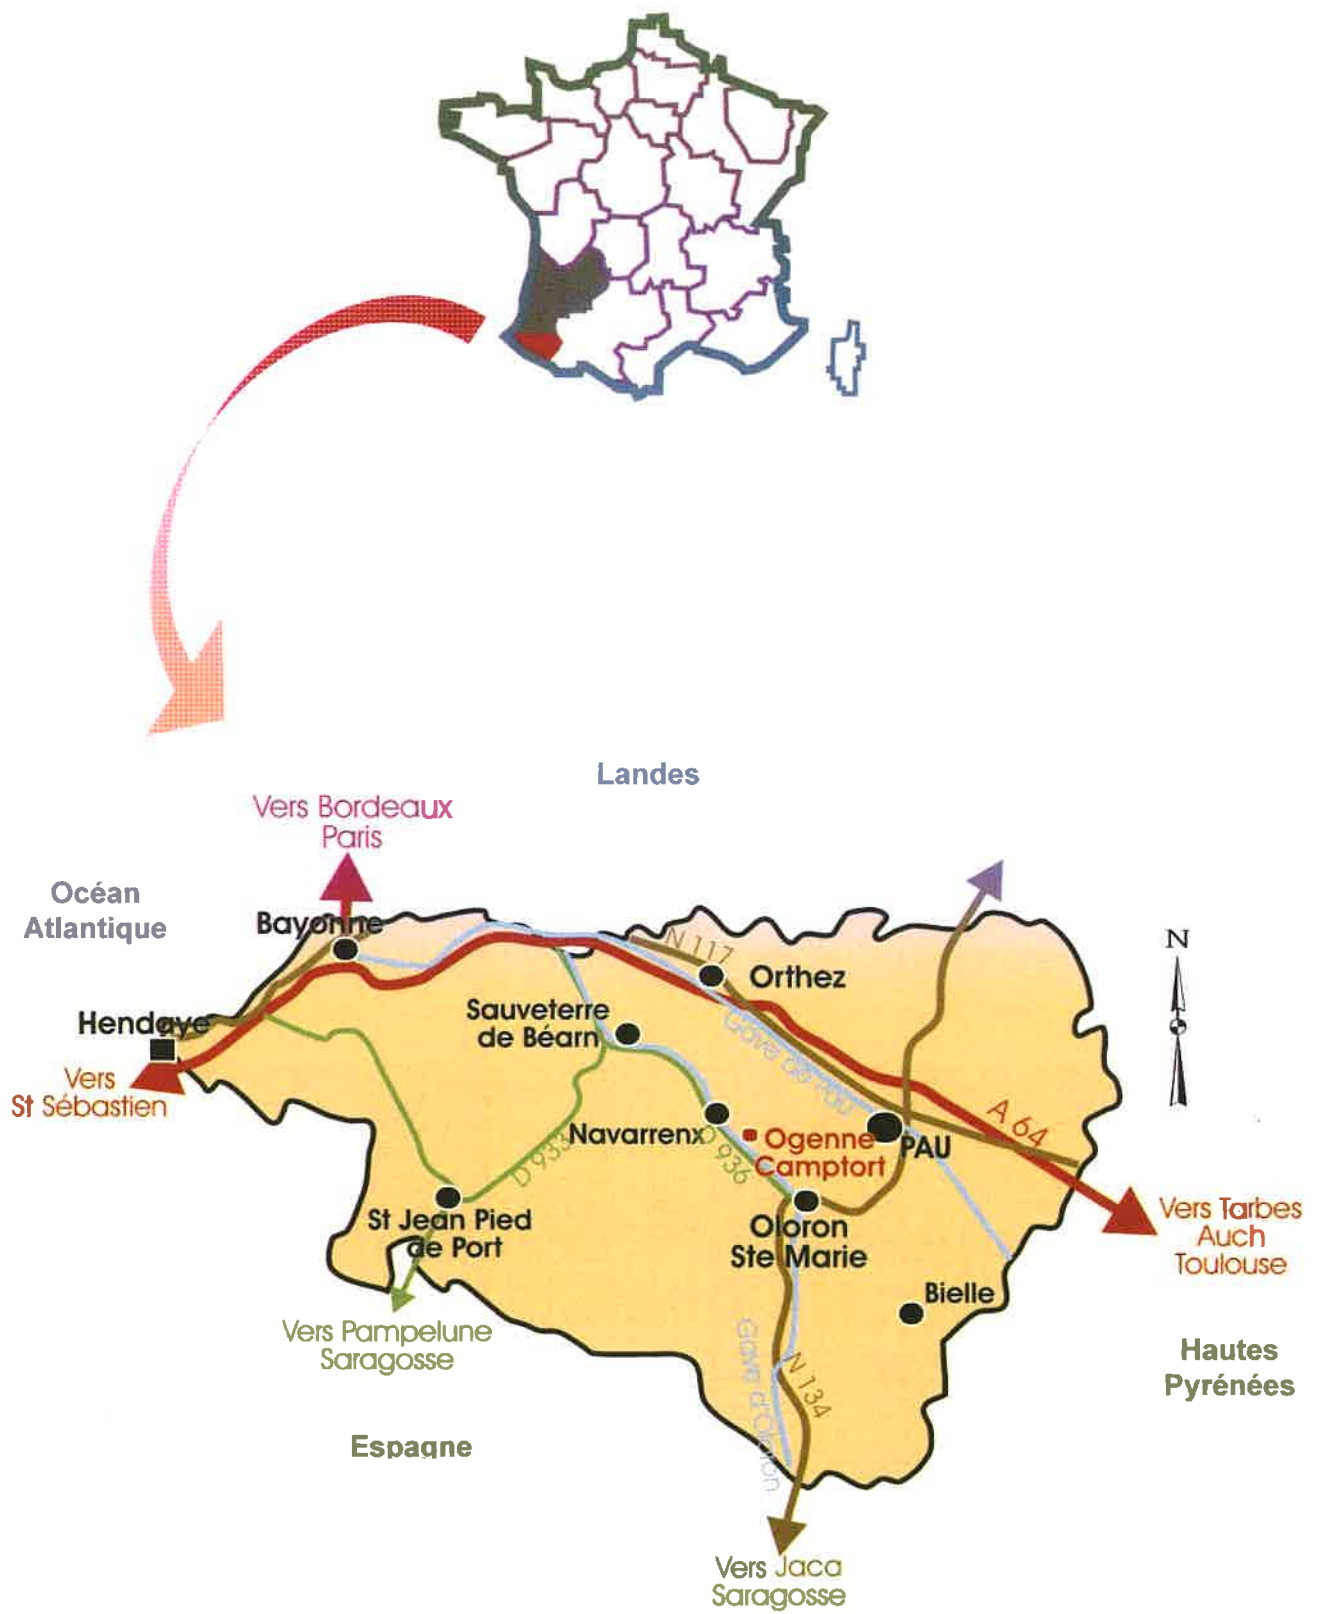 Landes
Vers Bordeaux
Paris
Océan
Atlantique
Bayonne
N 117
N
Orthez
Hendaye
Sauveterre
de Béarn
Gave de Pau
Vers
St Sébastien
A 64
Navarrenx
Ogenne
Camptort
PAU
D 933
D 936
St Jean Pied
de Port
Oloron
Ste Marie
Vers Tarbes
Auch
Toulouse
Bielle
Vers Pampelune
Saragosse
Gave d'Oloron
N 134
Hautes
Pyrénées
Espagne
Vers Jaca
Saragosse